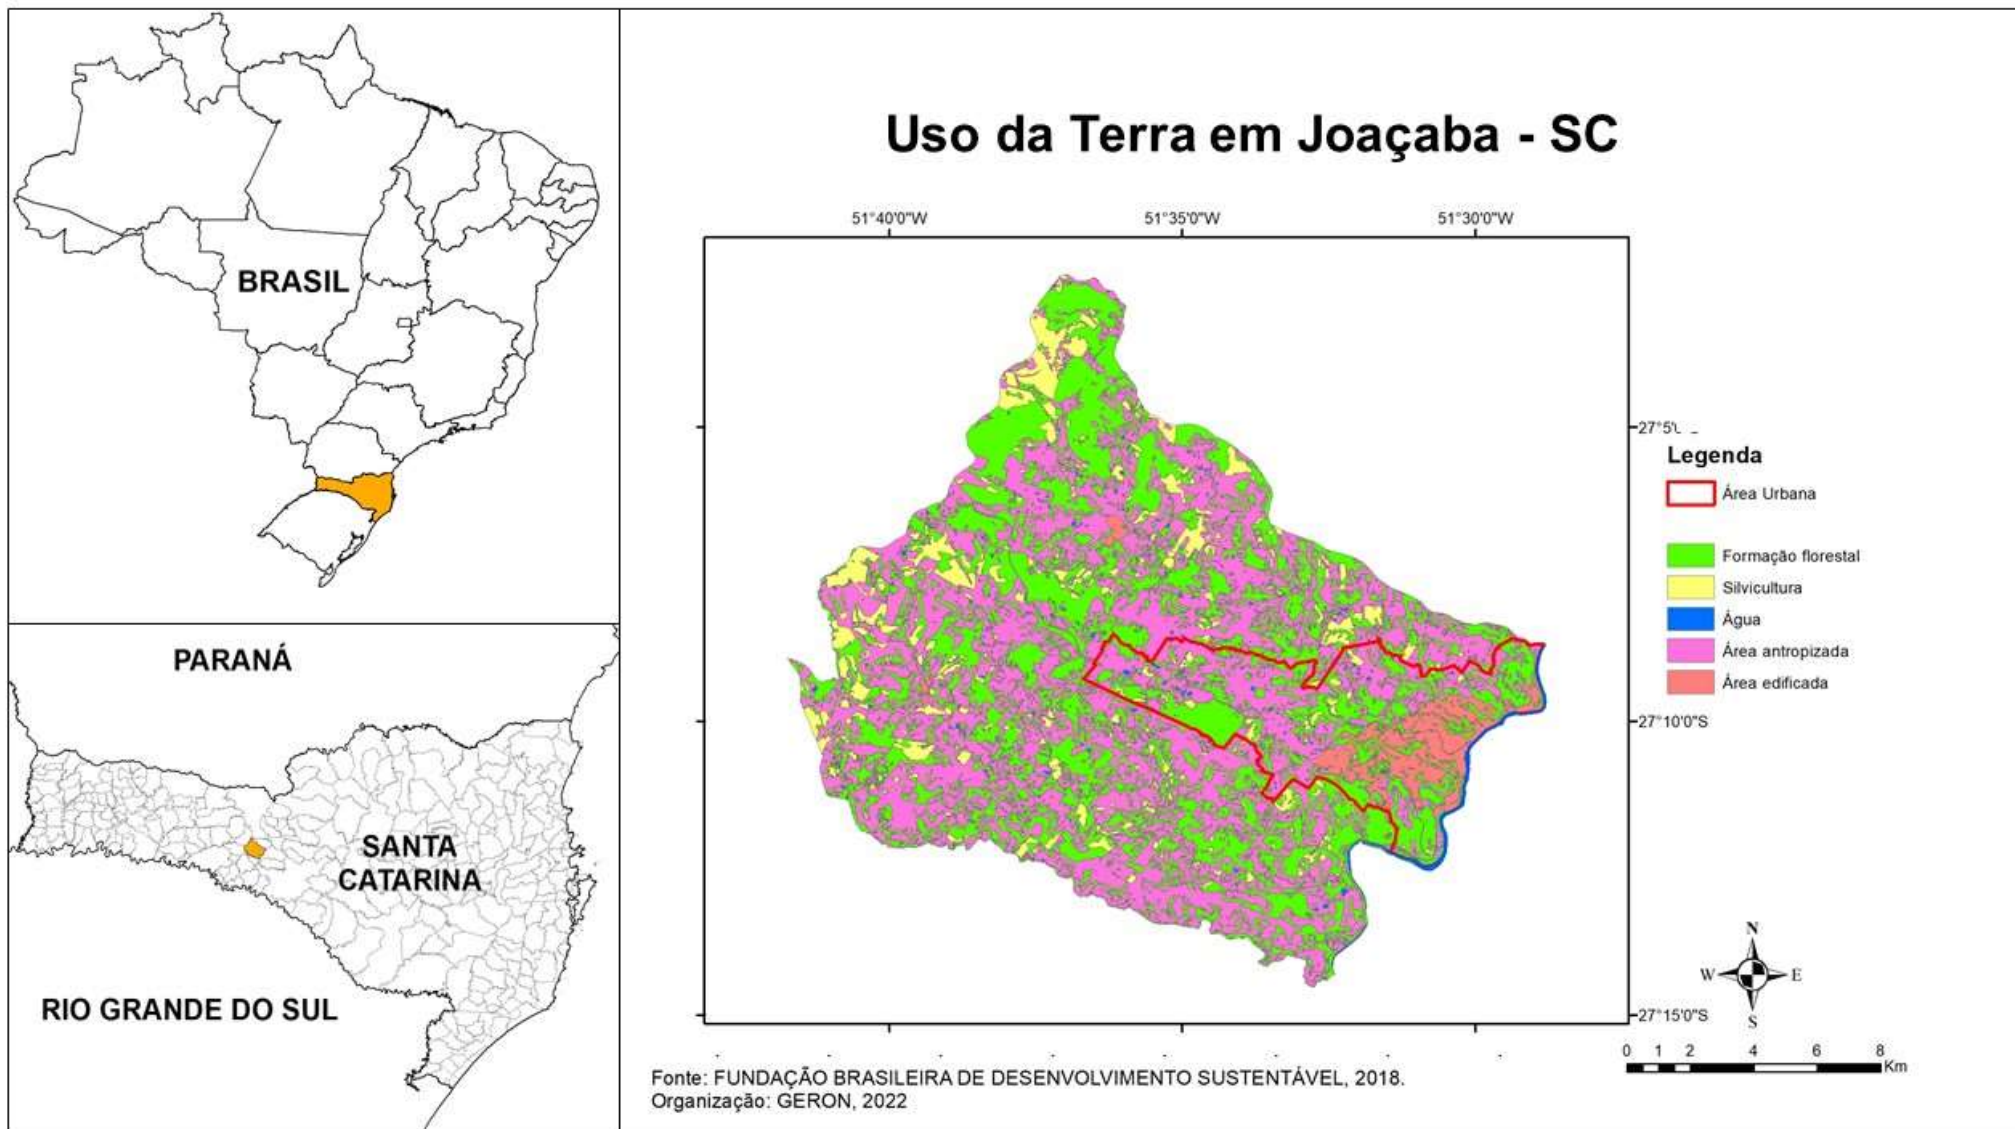 BRASIL
PARANÁ
SANTA
CATARINA
RIO GRANDE DO SUL
Uso da Terra em Joaçaba - SC
51°40'0"W
51°35'0"W
51°30'0"W
27°5'
27°10'0"S
27°15'0"S
Legenda
Área Urbana
Formação florestal
Silvicultura
Água
Área antropizada
Área edificada
N
W
E
S
0 1 2 4 6 8
Km
Fonte: FUNDAÇÃO BRASILEIRA DE DESENVOLVIMENTO SUSTENTÁVEL, 2018.
Organização: GERON, 2022